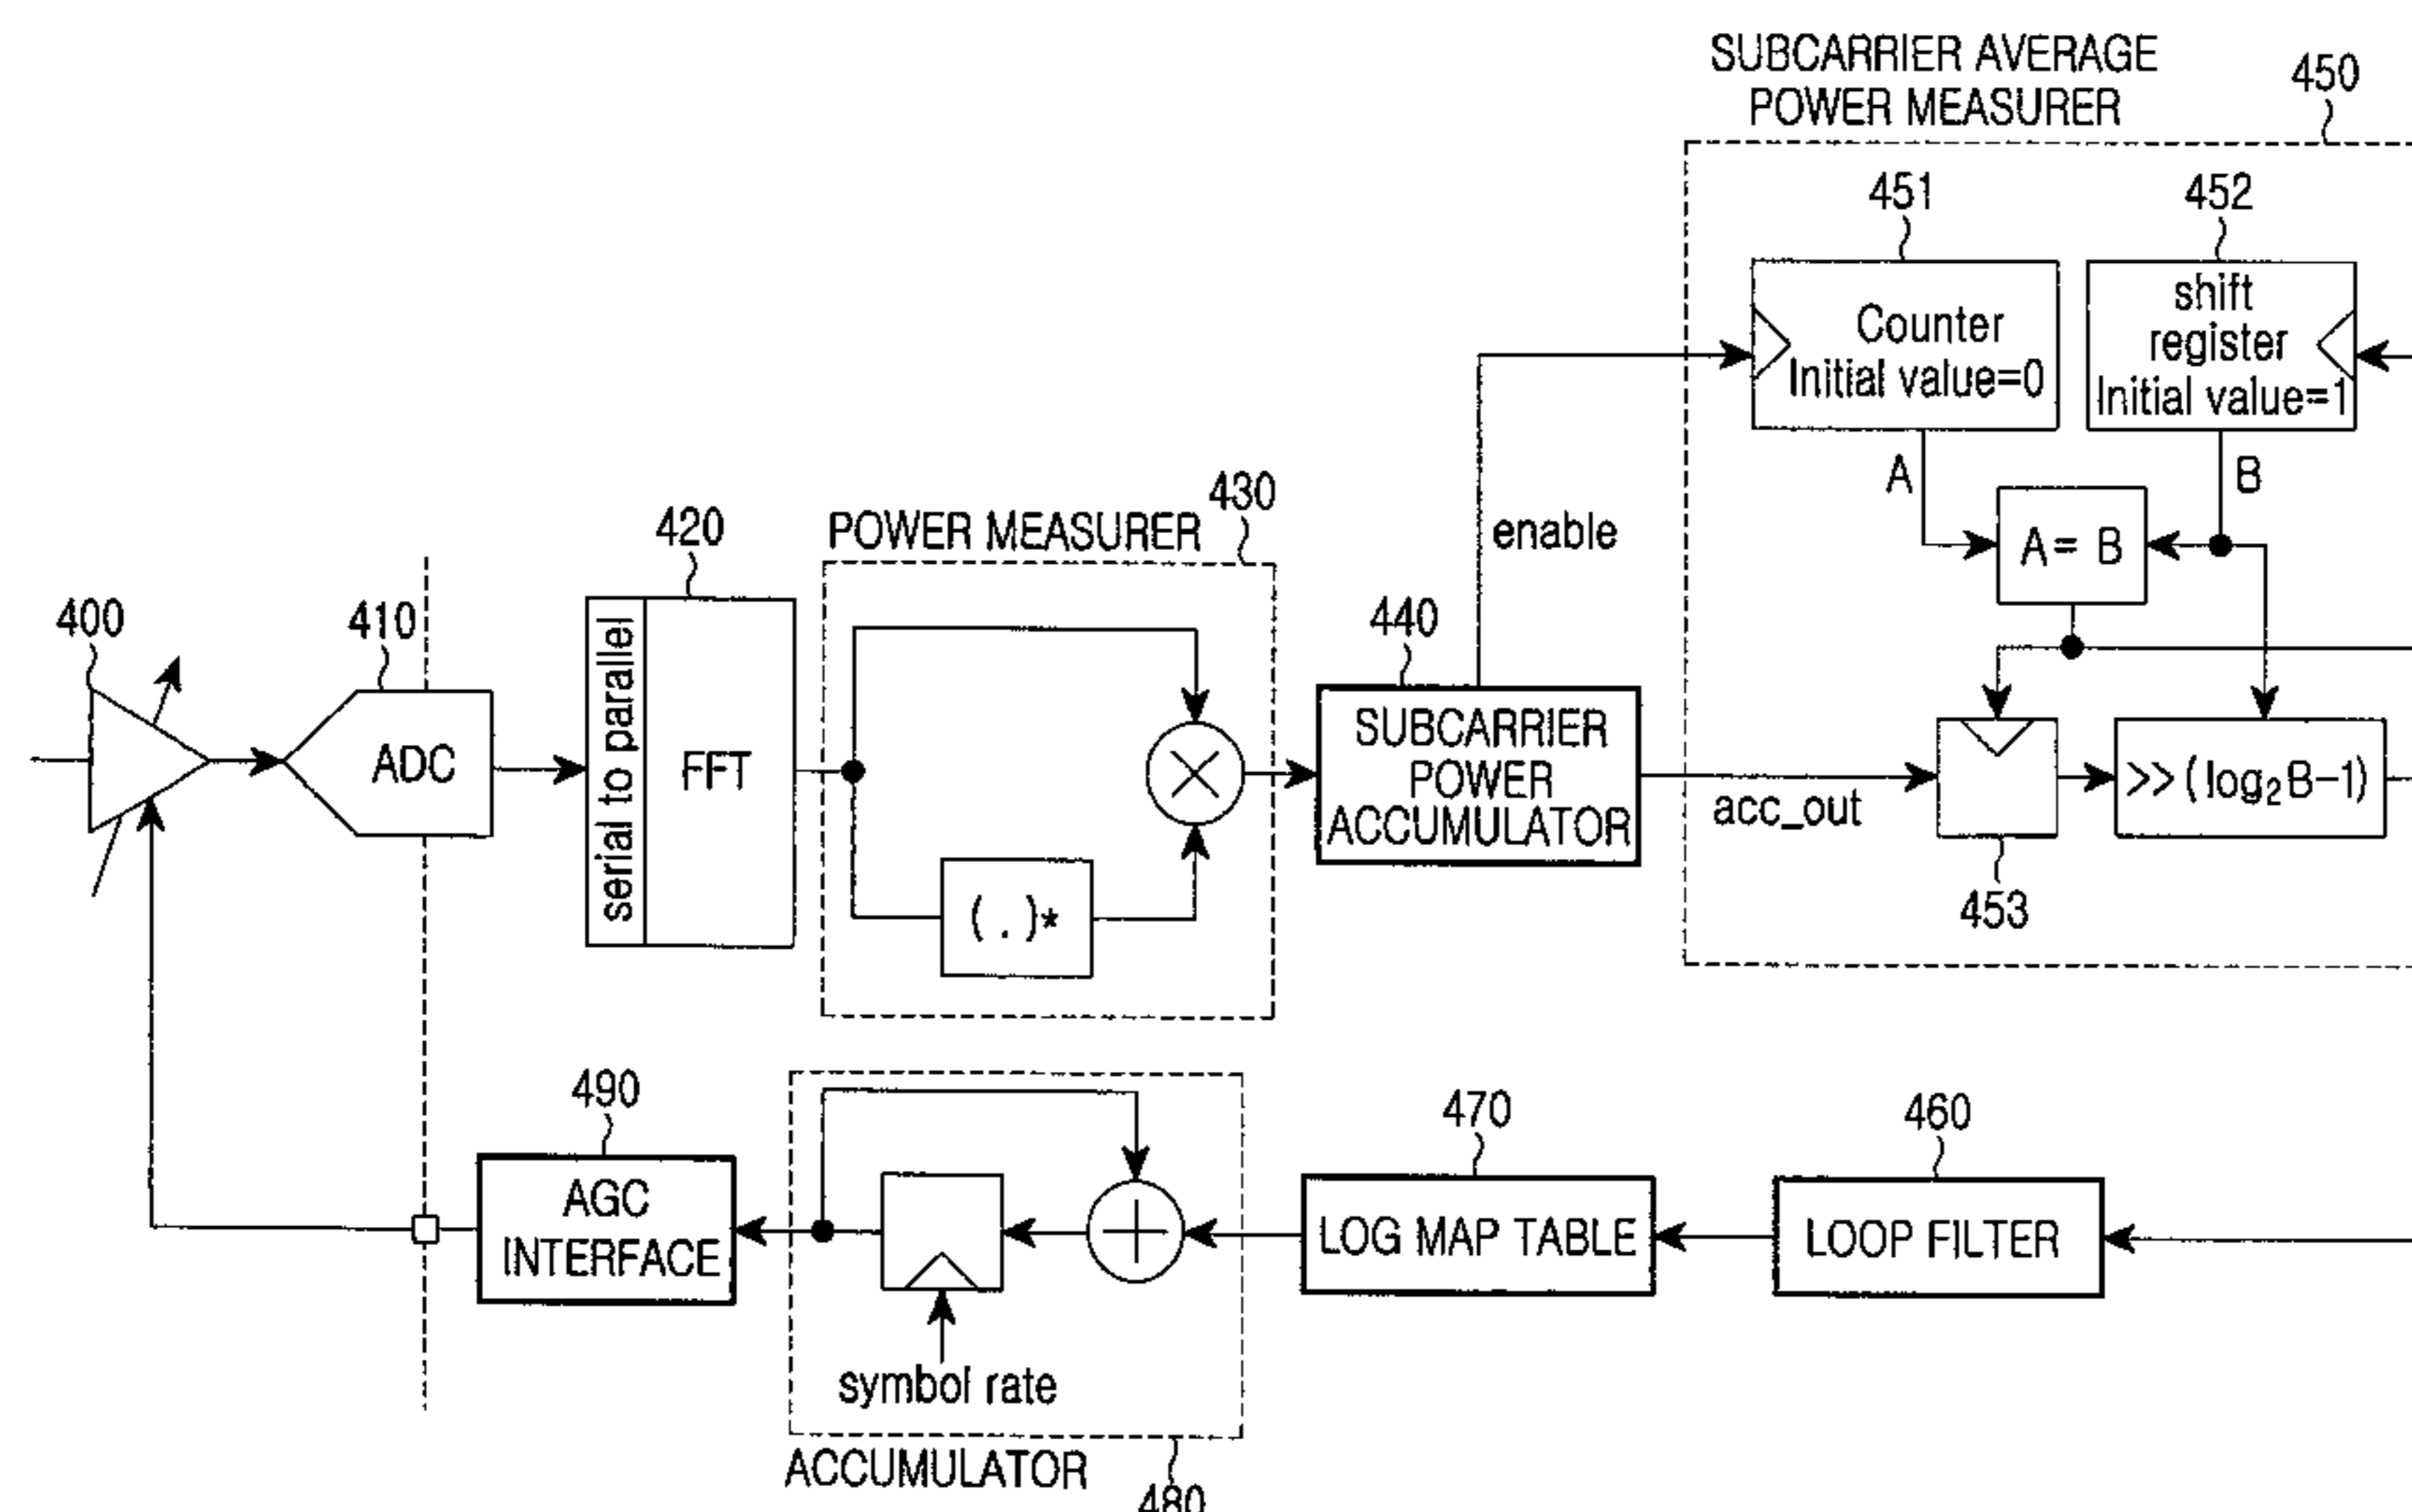 SUBCARRIER AVERAGE
POWER MEASURER
450
451
452
Counter
Initial value=0
shift
register
Initial value=1
A
B
A= B
enable
430
POWER MEASURER
420
400
410
440
ADC
serial to parallel
FFT
(.)*
SUBCARRIER
POWER
ACCUMULATOR
acc_out
>>(log₂B-1)
453
490
470
460
AGC
INTERFACE
LOG MAP TABLE
LOOP FILTER
symbol rate
ACCUMULATOR
480